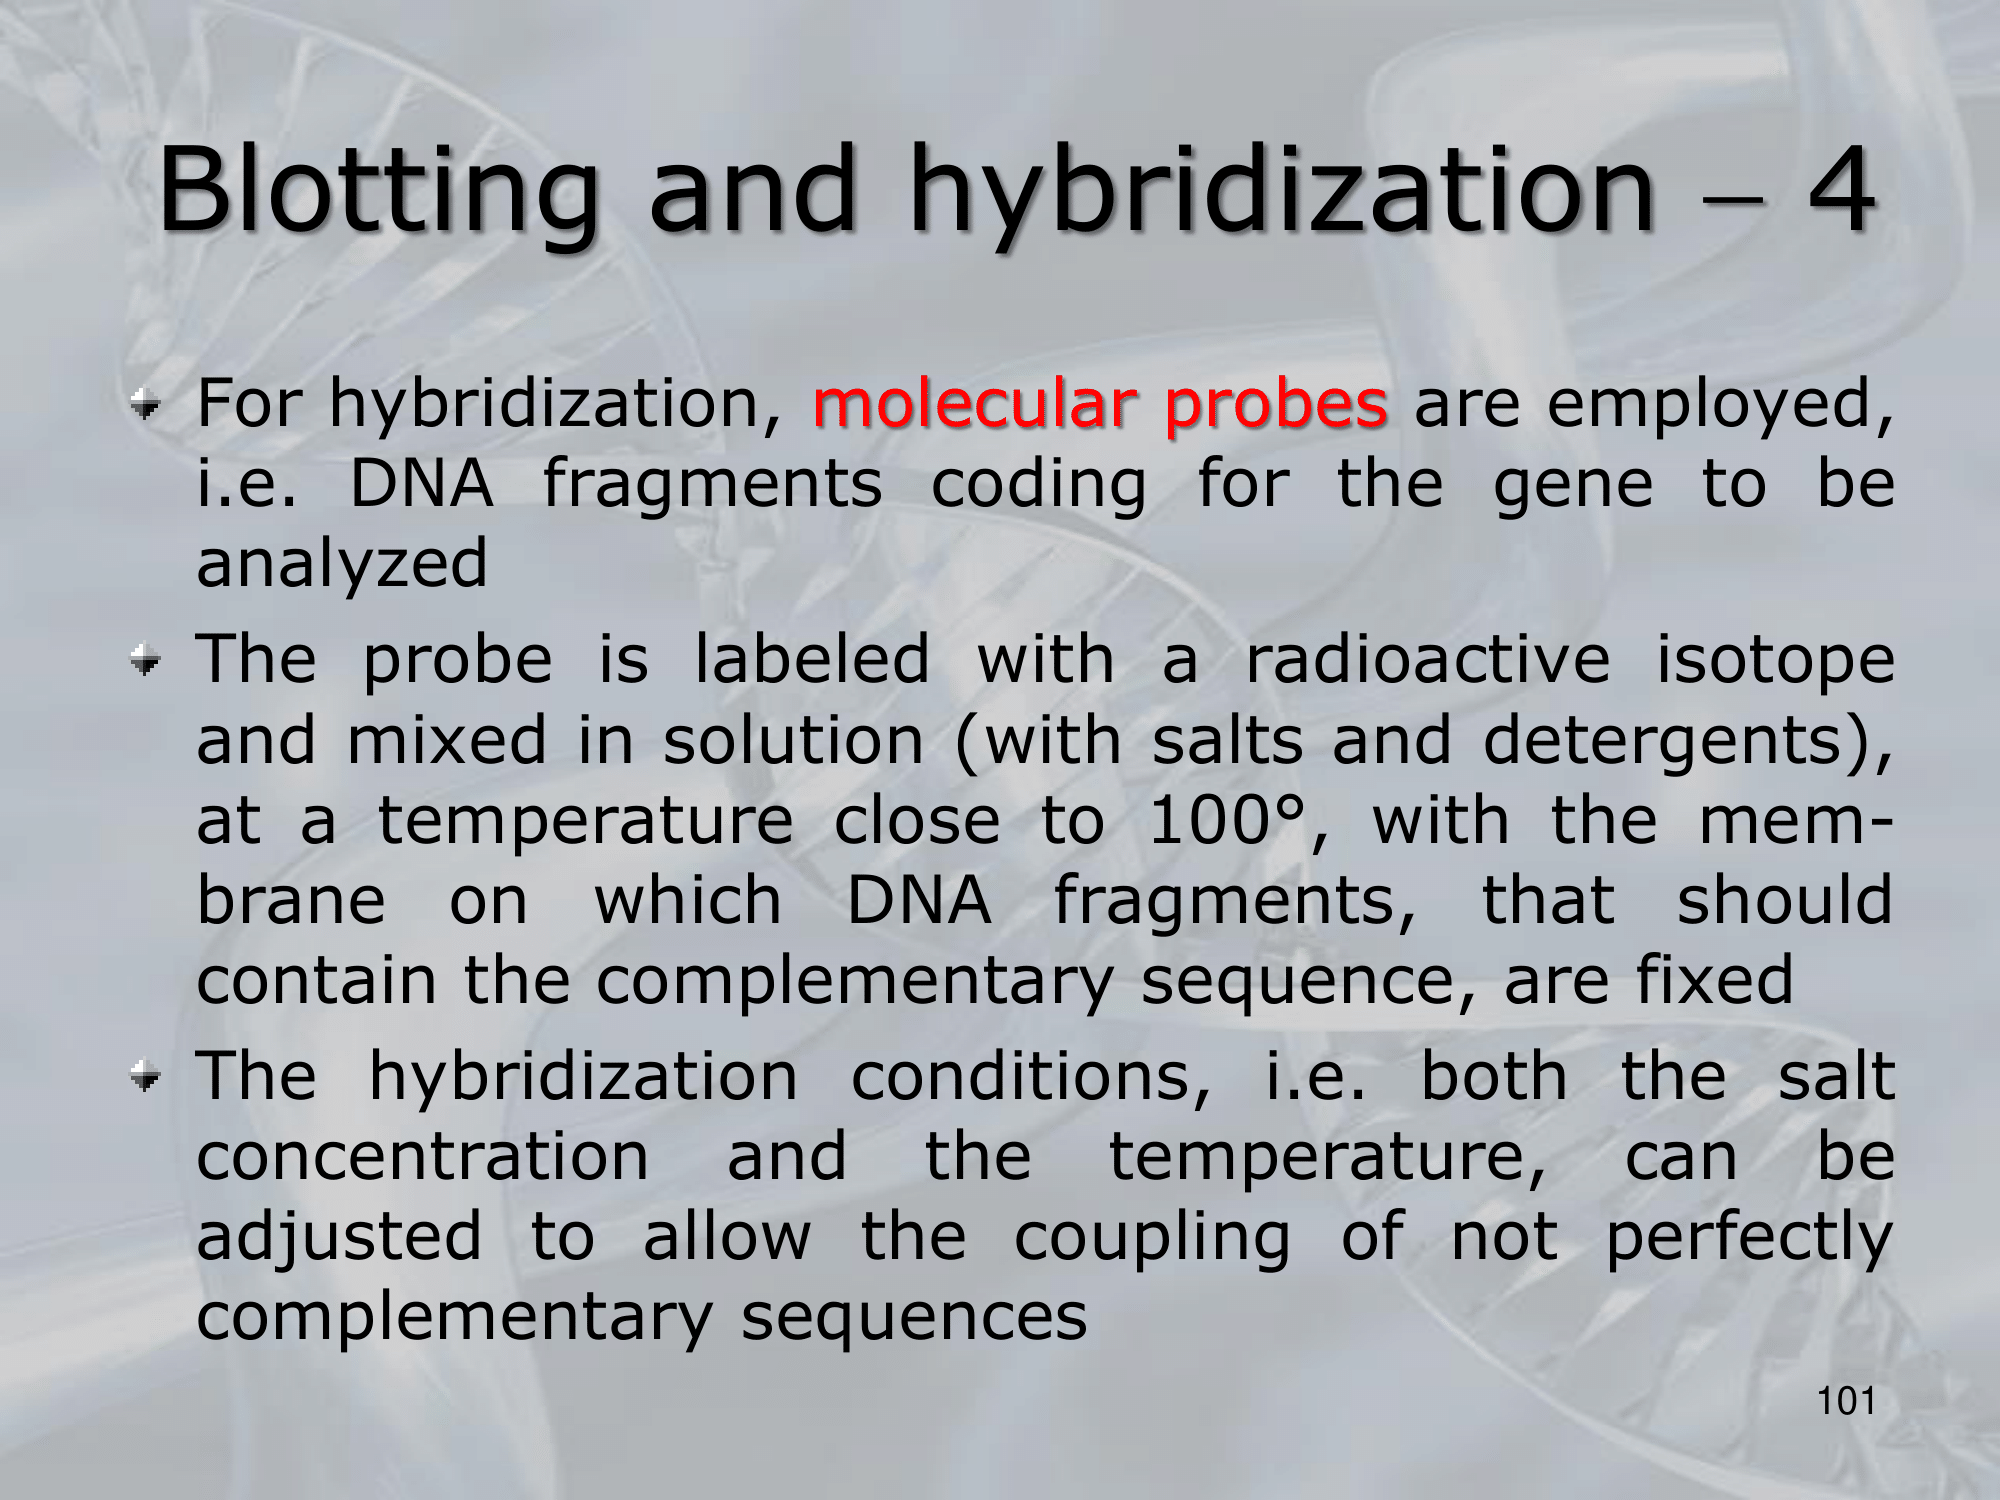 Blotting and hybridization – 4
For hybridization, molecular probes are employed,
i.e. DNA fragments coding for the gene to be
analyzed
The probe is labeled with a radioactive isotope
and mixed in solution (with salts and detergents),
at a temperature close to 100°, with the mem-
brane on which DNA fragments, that should
contain the complementary sequence, are fixed
The hybridization conditions, i.e. both the salt
concentration and the temperature, can be
adjusted to allow the coupling of not perfectly
complementary sequences
101